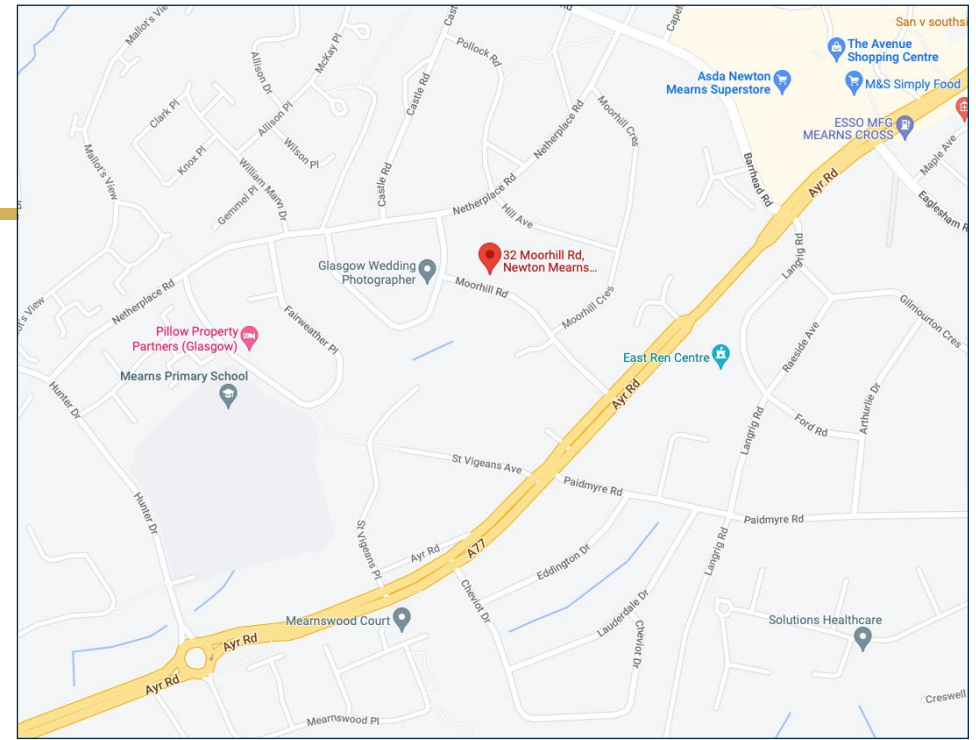 San v southsi
The Avenue
Shopping Centre
Asda Newton
Mearns Superstore
M&S Simply Food
ESSO MFG
MEARNS CROSS
Maple Ave
Eaglesham R
Ayr Rd
Barrhead Rd
Capel
Mallot's View
McKay Pl
Allison Dr
Cast
Pollock Rd
Castle Rd
Clark Pl
Allison Pl
Knox Pl
Wilson Pl
Mallot's View
William Mann Dr
Gemmel Pl
Castle Rd
Netherplace Rd
Moorhill Cres
Netherplace Rd
Hill Ave
Langrig Rd
32 Moorhill Rd,
Newton Mearns...
Glasgow Wedding
Photographer
Moorhill Rd
Moorhill Cres
Gilmourton Cres
Netherplace Rd
ot's View
Fairweather Pl
Pillow Property
Partners (Glasgow)
Mearns Primary School
East Ren Centre
Raeside Ave
Ayr Rd
Hunter Dr
Langrig Rd
Ford Rd
Arthurlie Dr
St Vigeans Ave
Paidmyre Rd
Paidmyre Rd
Hunter Dr
St Vigeans Pl
Ayr Rd
A77
Eddington Dr
Langrig Rd
Cheviot Dr
Lauderdale Dr
Cheviot Dr
Mearnswood Court
Solutions Healthcare
Ayr Rd
Ayr Rd
Mearnswood Pl
Creswell